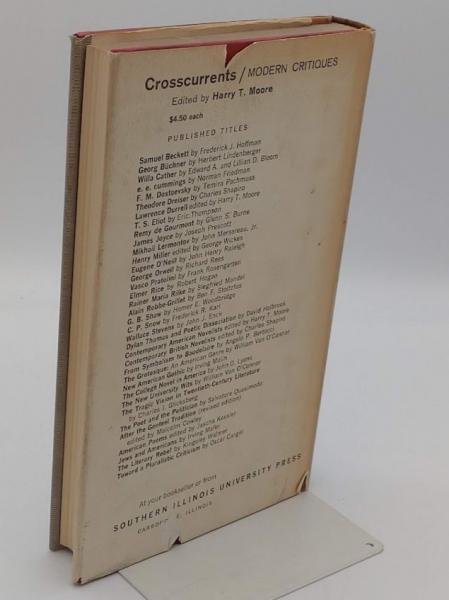 Crosscurrents / MODERN CRITIQUES
Edited by Harry T. Moore
$4.50 each
PUBLISHED TITLES
Samuel Beckett by Frederick J. Hoffman
Georg Büchner by Herbert Lindenberger
Willa Cather by Edward A. and Lillian D. Bloom
e. e. cummings by Norman Friedman
F. M. Dostoevsky by Temira Pachmuss
Theodore Dreiser by Charles Shapiro
Lawrence Durrell edited by Harry T. Moore
T. S. Eliot by Eric Thompson
Remy de Gourmont by Glenn S. Burne
James Joyce by Joseph Prescott
Mikhail Lermontov by John Mersereau, Jr.
Henry Miller edited by George Wickes
Eugene O'Neill by John Henry Raleigh
George Orwell by Richard Rees
Vasco Pratolini by Frank Rosengarten
Elmer Rice by Robert Hogan
Rainer Maria Rilke by Siegfried Mandel
Alain Robbe-Grillet by Ben F. Stoltzfus
G. B. Shaw by Homer E. Woodbridge
C. P. Snow by Frederick R. Karl
Wallace Stevens by John J. Enck
Dylan Thomas and Poetic Dissociation by David Holbrook
Contemporary American Novelists edited by Harry T. Moore
Contemporary British Novelists edited by Charles Shapiro
From Symbolism to Baudelaire by Angelo P. Bertocci
The Grotesque: An American Genre by William Van O'Connor
New American Gothic by Irving Malin
The College Novel in America by John O. Lyons
The New University Wits by William Van O'Connor
The Tragic Vision in Twentieth-Century Literature
by Charles I. Glicksberg
The Poet and the Politician by Salvatore Quasimodo
After the Genteel Tradition (revised edition)
edited by Malcolm Cowley
American Poems edited by Jascha Kessler
Jews and Americans by Irving Malin
The Literary Rebel by Kingsley Widmer
Toward a Pluralistic Criticism by Oscar Cargill
At your bookseller or from
SOUTHERN ILLINOIS UNIVERSITY PRESS
ILLINOIS